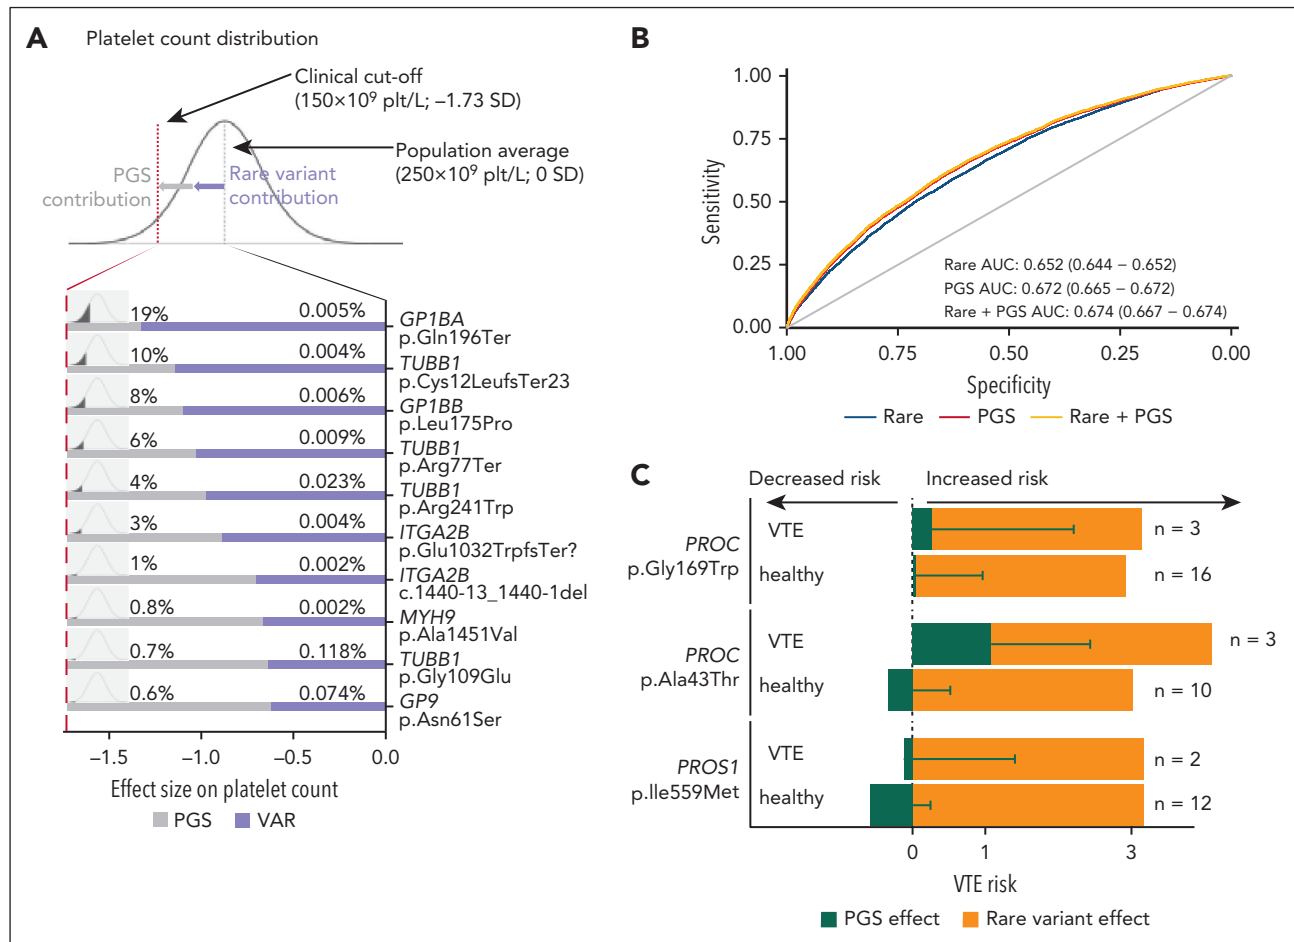 A
Platelet count distribution
Clinical cut-off
(150×10⁹ plt/L; –1.73 SD)
Population average
(250×10⁹ plt/L; 0 SD)
PGS
contribution
Rare variant
contribution
19%
0.005%
GP1BA
p.Gln196Ter
10%
0.004%
TUBB1
p.Cys12LeufsTer23
8%
0.006%
GP1BB
p.Leu175Pro
6%
0.009%
TUBB1
p.Arg77Ter
4%
0.023%
TUBB1
p.Arg241Trp
3%
0.004%
ITGA2B
p.Glu1032TrpfsTer?
1%
0.002%
ITGA2B
c.1440-13_1440-1del
0.8%
0.002%
MYH9
p.Ala1451Val
0.7%
0.118%
TUBB1
p.Gly109Glu
0.6%
0.074%
GP9
p.Asn61Ser
–1.5 –1.0 –0.5 0.0
Effect size on platelet count
PGS VAR
B
1.00
0.75
0.50
0.25
0.00
Sensitivity
Rare AUC: 0.652 (0.644 – 0.652)
PGS AUC: 0.672 (0.665 – 0.672)
Rare + PGS AUC: 0.674 (0.667 – 0.674)
1.00 0.75 0.50 0.25 0.00
Specificity
Rare PGS Rare + PGS
C
Decreased risk Increased risk
PROC
p.Gly169Trp
VTE
n = 3
healthy
n = 16
PROC
p.Ala43Thr
VTE
n = 3
healthy
n = 10
PROS1
p.Ile559Met
VTE
n = 2
healthy
n = 12
0 1 3
VTE risk
PGS effect Rare variant effect